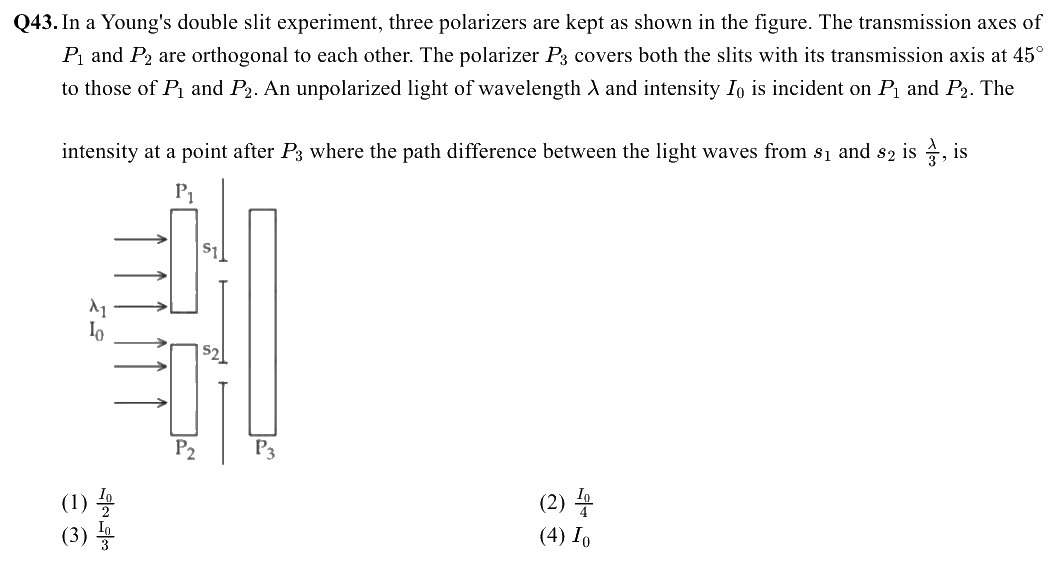 Q43. In a Young's double slit experiment, three polarizers are kept as shown in the figure. The transmission axes of
P₁ and P₂ are orthogonal to each other. The polarizer P₃ covers both the slits with its transmission axis at 45°
to those of P₁ and P₂. An unpolarized light of wavelength λ and intensity I₀ is incident on P₁ and P₂. The
intensity at a point after P₃ where the path difference between the light waves from s₁ and s₂ is λ/3, is
P₁
s₁
λ₁
I₀
s₂
P₂ P₃
(1) I₀/2 (2) I₀/4
(3) I₀/3 (4) I₀